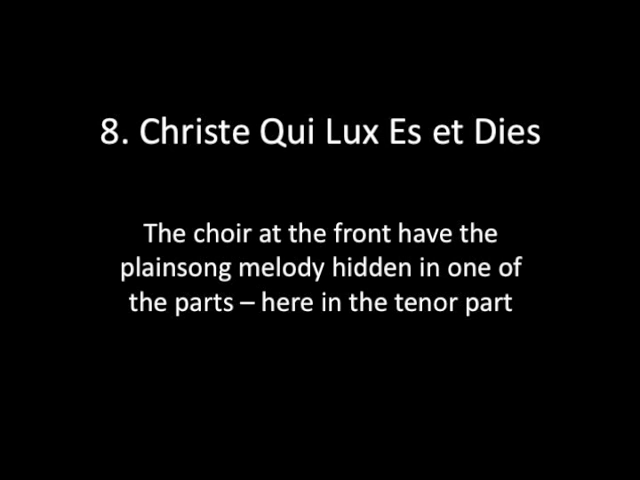 8. Christe Qui Lux Es et Dies
The choir at the front have the
plainsong melody hidden in one of
the parts – here in the tenor part